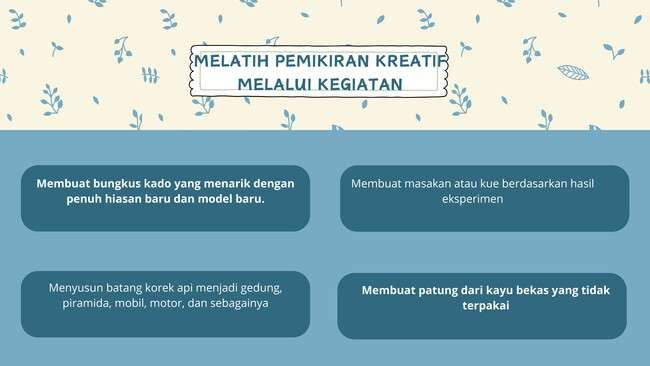 MELATIH PEMIKIRAN KREATIF
MELALUI KEGIATAN
Membuat bungkus kado yang menarik dengan
penuh hiasan baru dan model baru.
Membuat masakan atau kue berdasarkan hasil
eksperimen
Menyusun batang korek api menjadi gedung,
piramida, mobil, motor, dan sebagainya
Membuat patung dari kayu bekas yang tidak
terpakai